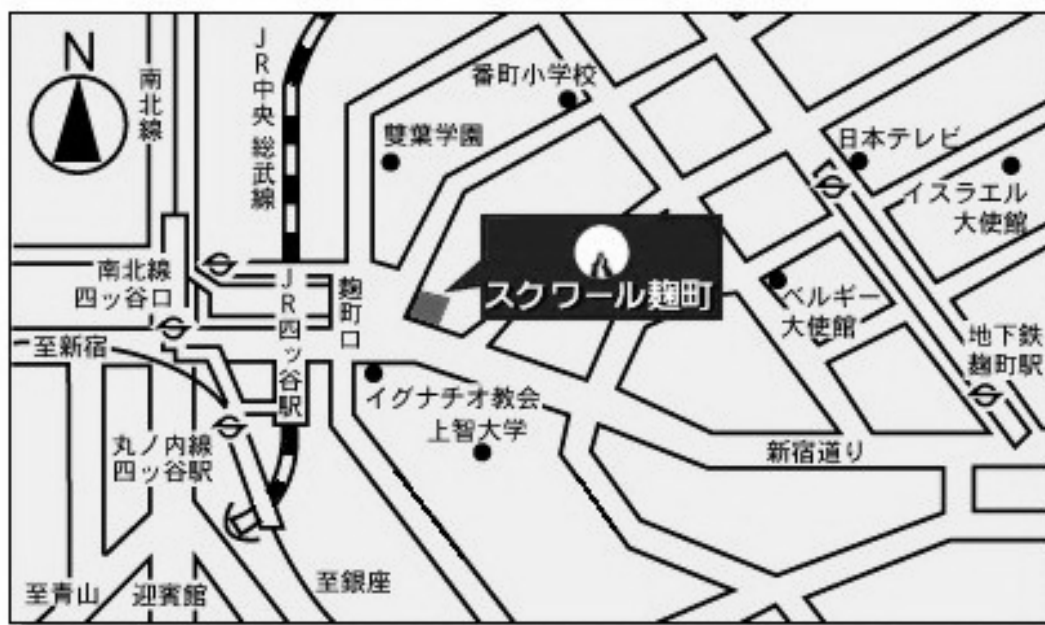 N
南北線
JR中央 総武線
番町小学校
雙葉学園
日本テレビ
イスラエル
大使館
南北線
四ッ谷口
JR四ッ谷駅
麹町口
スクワール麹町
ベルギー
大使館
地下鉄
麹町駅
至新宿
イグナチオ教会
上智大学
丸ノ内線
四ッ谷駅
新宿道り
至青山
迎賓館
至銀座